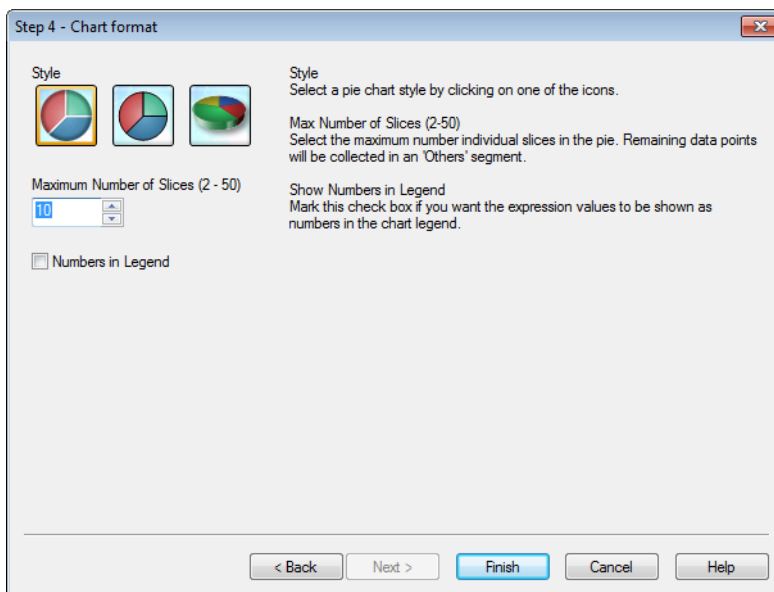 Step 4 - Chart format
Style
Maximum Number of Slices (2 - 50)
10
Numbers in Legend
Style
Select a pie chart style by clicking on one of the icons.
Max Number of Slices (2-50)
Select the maximum number individual slices in the pie. Remaining data points
will be collected in an 'Others' segment.
Show Numbers in Legend
Mark this check box if you want the expression values to be shown as
numbers in the chart legend.
< Back
Next >
Finish
Cancel
Help